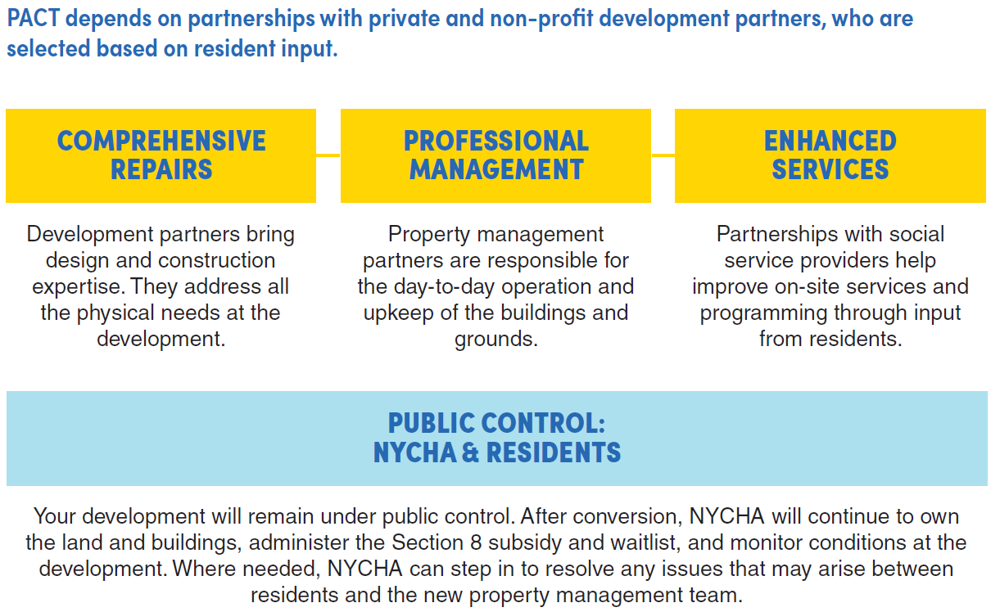 PACT depends on partnerships with private and non-profit development partners, who are
selected based on resident input.
COMPREHENSIVE
REPAIRS
Development partners bring
design and construction
expertise. They address all
the physical needs at the
development.
PROFESSIONAL
MANAGEMENT
Property management
partners are responsible for
the day-to-day operation and
upkeep of the buildings and
grounds.
ENHANCED
SERVICES
Partnerships with social
service providers help
improve on-site services and
programming through input
from residents.
PUBLIC CONTROL:
NYCHA & RESIDENTS
Your development will remain under public control. After conversion, NYCHA will continue to own
the land and buildings, administer the Section 8 subsidy and waitlist, and monitor conditions at the
development. Where needed, NYCHA can step in to resolve any issues that may arise between
residents and the new property management team.